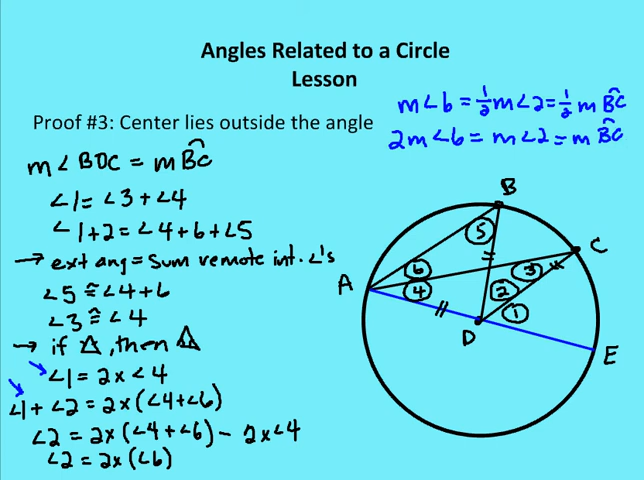 Angles Related to a Circle
Lesson
m∠6 = ½m∠2 = ½ m B͡C
2m∠6 = m∠2 = m B͡C
Proof #3: Center lies outside the angle
m∠BDC = m B͡C
∠1 = ∠3 + ∠4
∠1+2 = ∠4 + 6 + ∠5
→ ext ang = sum remote int. ∠'s
∠5 ≅ ∠4 + 6
∠3 ≅ ∠4
→ if △, then △
∠1 = 2x ∠4
∠1 + ∠2 = 2x(∠4+∠6)
∠2 = 2x(∠4+∠6) - 2x∠4
∠2 = 2x(∠6)
B
5
C
6
3
A
4
2
1
D
E